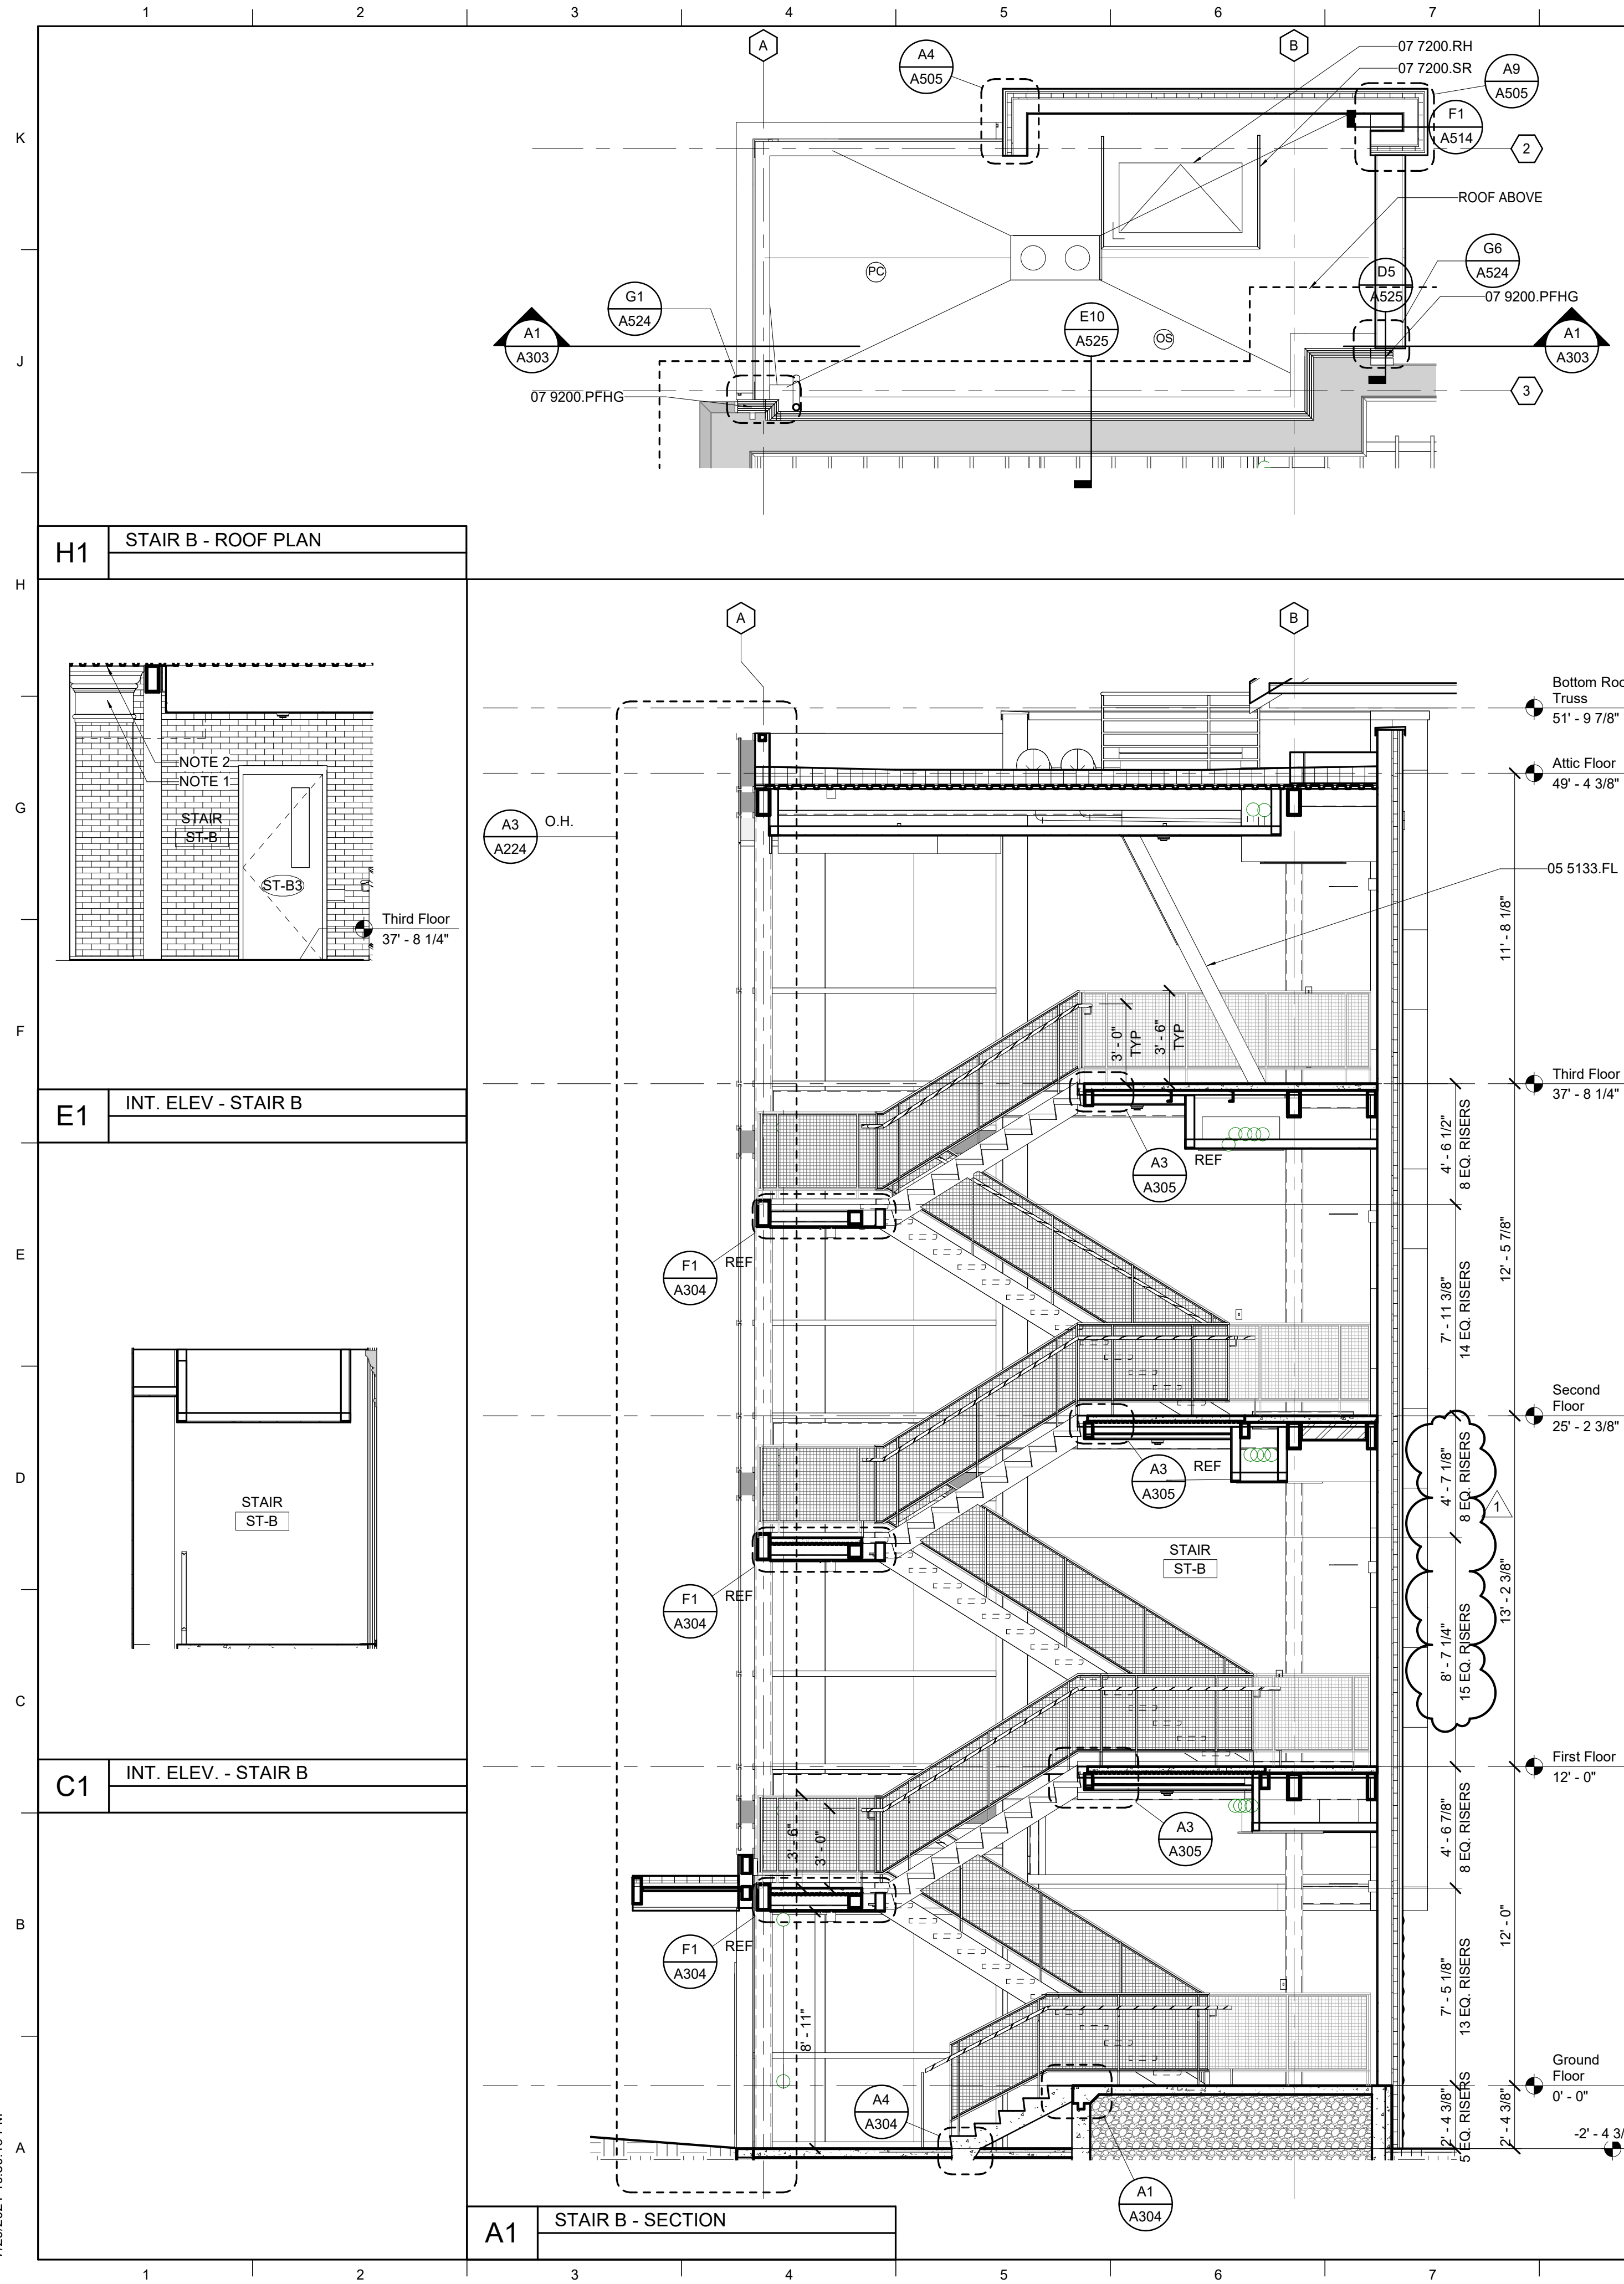 1 2 3 4 5 6 7
K
J
H
G
F
E
D
C
B
A
A
B
A4
A505
07 7200.RH
07 7200.SR
A9
A505
F1
A514
2
ROOF ABOVE
G6
A524
D5
A525
07 9200.PFHG
PC
G1
A524
E10
A525
OS
A1
A303
A1
A303
07 9200.PFHG
3
H1
STAIR B - ROOF PLAN
NOTE 2
NOTE 1
STAIR
ST-B
ST-B3
Third Floor
37' - 8 1/4"
E1
INT. ELEV - STAIR B
STAIR
ST-B
C1
INT. ELEV. - STAIR B
A
B
Truss
51' - 9 7/8"
Attic Floor
49' - 4 3/8"
A3
A224
O.H.
05 5133.FL
11' - 8 1/8"
3' - 0"
TYP
3' - 6"
TYP
Third Floor
37' - 8 1/4"
A3
A305
REF
4' - 6 1/2"
8 EQ. RISERS
F1
A304
REF
12' - 5 7/8"
7' - 11 3/8"
14 EQ. RISERS
Second
Floor
25' - 2 3/8"
A3
A305
REF
4' - 7 1/8"
8 EQ. RISERS
1
STAIR
ST-B
F1
A304
REF
13' - 2 3/8"
8' - 7 1/4"
15 EQ. RISERS
First Floor
12' - 0"
3' - 6"
3' - 0"
A3
A305
4' - 6 7/8"
8 EQ. RISERS
F1
A304
REF
12' - 0"
7' - 5 1/8"
13 EQ. RISERS
8' - 11"
Ground
Floor
0' - 0"
A4
A304
2' - 4 3/8"
5 EQ. RISERS
2' - 4 3/8"
A1
A304
A1
STAIR B - SECTION
1 2 3 4 5 6 7